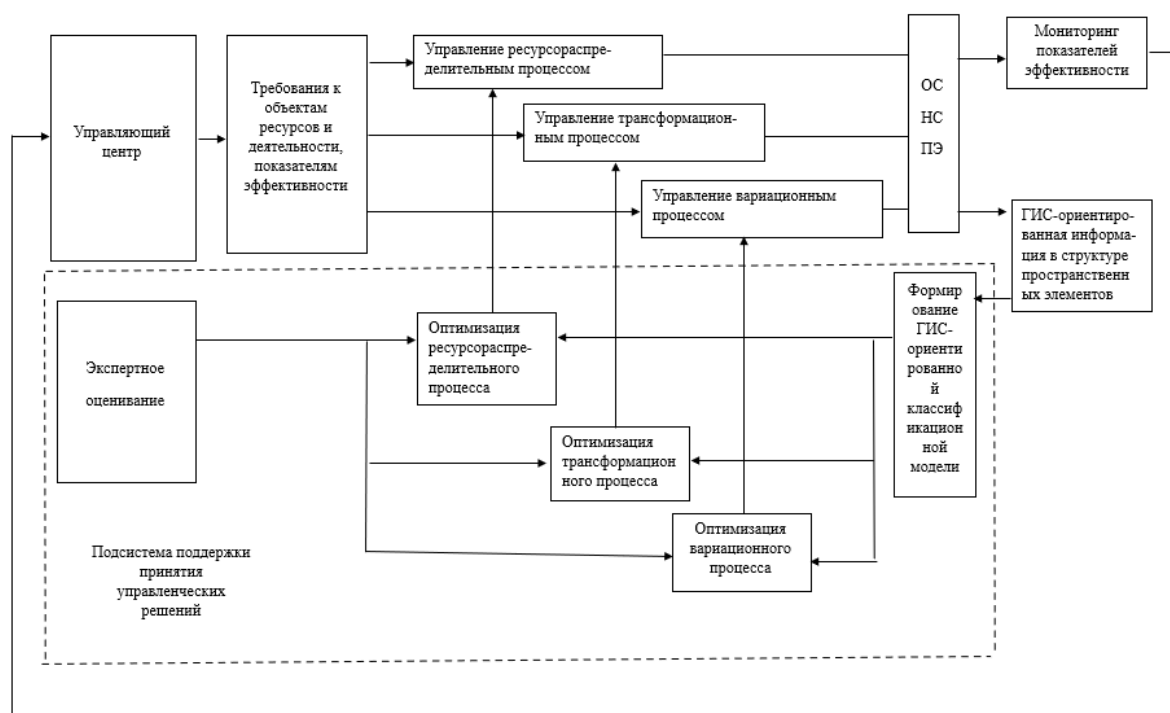 Управляющий
центр
Требования к
объектам
ресурсов и
деятельности,
показателям
эффективности
Управление ресурсораспре-
делительным процессом
Управление трансформацион-
ным процессом
Управление вариационным
процессом
ОС
НС
ПЭ
Мониторинг
показателей
эффективности
ГИС-ориентиро-
ванная информа-
ция в структуре
пространственн
ых элементов
Экспертное
оценивание
Оптимизация
ресурсораспре-
делительного
процесса
Оптимизация
трансформацион
ного процесса
Оптимизация
вариационного
процесса
Формир
ование
ГИС-
ориенти
рованно
й
классиф
икацион
ной
модели
Подсистема поддержки
принятия
управленческих
решений